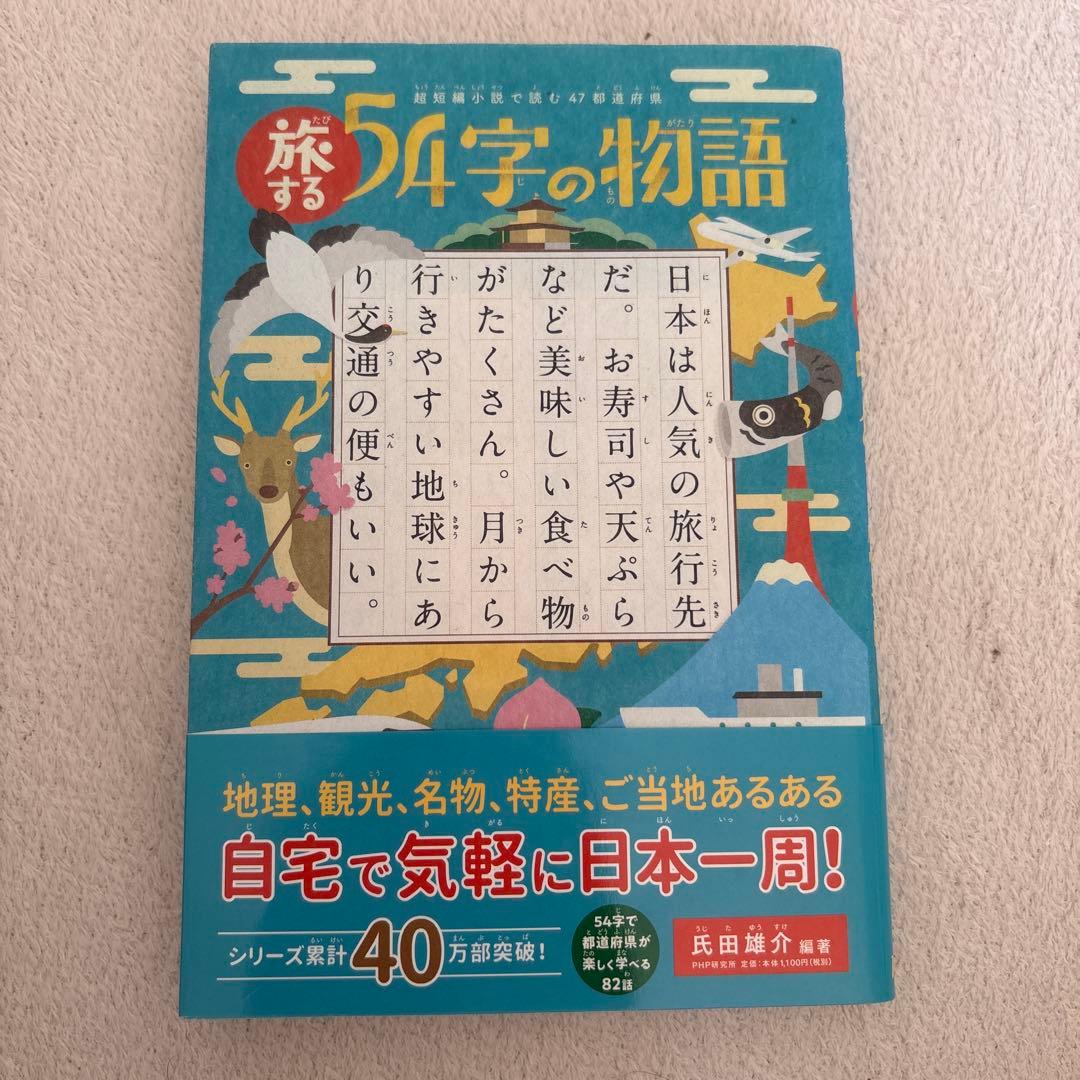 超短編小説で読む47都道府県
旅する
54字の物語
日本は人気の旅行先
だ。お寿司や天ぷら
など美味しい食べ物
がたくさん。月から
行きやすい地球にあ
り交通の便もいい。
地理、観光、名物、特産、ご当地あるある
自宅で気軽に日本一周!
シリーズ累計40万部突破!
54字で
都道府県が
楽しく学べる
82話
氏田雄介 編著
PHP研究所 定価:本体1,100円(税別)